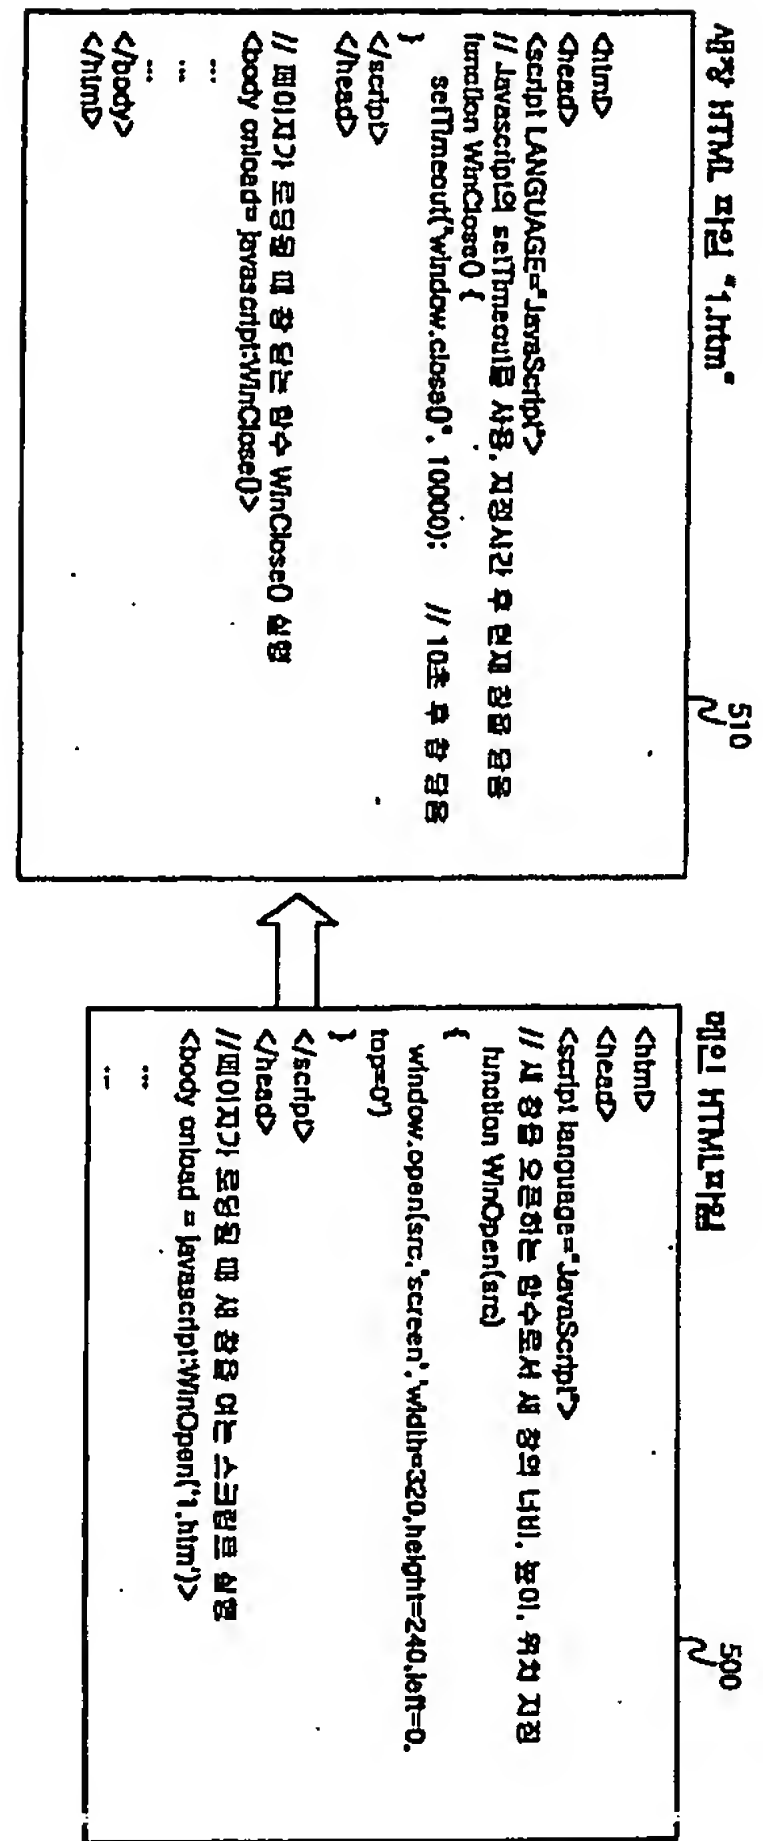 새창 HTML 파일 "1.htm"
510
<html>
<head>
<script LANGUAGE="JavaScript">
// Javascript의 setTimeout를 사용, 지정시간 후 현재 창을 닫음
function WinClose() {
setTimeout('window.close()', 10000); // 10초 후 창 닫음
}
</script>
</head>
// 페이지가 로딩될 때 창 닫는 함수 WinClose() 실행
<body onload= javascript:WinClose()>
...
...
...
</body>
</html>
메인 HTML파일
500
<html>
<head>
<script language="JavaScript">
// 새 창을 오픈하는 함수로서 새 창의 너비, 높이, 위치 지정
function WinOpen(src)
{
window.open(src,'screen','width=320,height=240,left=0,
top=0')
}
</script>
</head>
//페이지가 로딩될 때 새 창을 여는 스크립트 실행
<body onload = javascript:WinOpen('1.htm')>
...
...